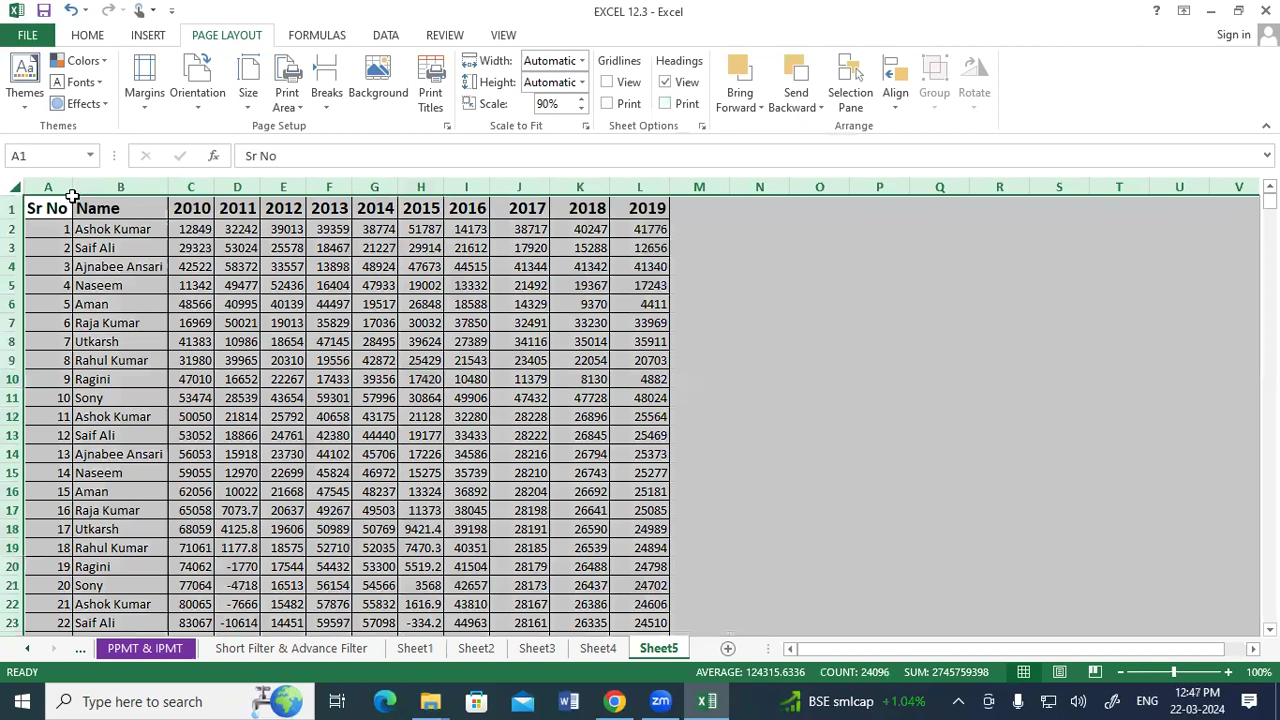 EXCEL 12.3 - Excel
FILE HOME INSERT PAGE LAYOUT FORMULAS DATA REVIEW VIEW Sign in
Themes Colors Fonts Effects Margins Orientation Size Print Area Breaks Background Print Titles Width: Automatic Height: Automatic Scale: 90% Gridlines View Print Headings View Print Bring Forward Send Backward Selection Pane Align Group Rotate
Themes Page Setup Scale to Fit Sheet Options Arrange
A1 fx Sr No
A B C D E F G H I J K L M N O P Q R S T U V
1 Sr No Name 2010 2011 2012 2013 2014 2015 2016 2017 2018 2019
2 1 Ashok Kumar 12849 32242 39013 39359 38774 51787 14173 38717 40247 41776
3 2 Saif Ali 29323 53024 25578 18467 21227 29914 21612 17920 15288 12656
4 3 Ajnabee Ansari 42522 58372 33557 13898 48924 47673 44515 41344 41342 41340
5 4 Naseem 11342 49477 52436 16404 47933 19002 13332 21492 19367 17243
6 5 Aman 48566 40995 40139 44497 19517 26848 18588 14329 9370 4411
7 6 Raja Kumar 16969 50021 19013 35829 17036 30032 37850 32491 33230 33969
8 7 Utkarsh 41383 10986 18654 47145 28495 39624 27389 34116 35014 35911
9 8 Rahul Kumar 31980 39965 20310 19556 42872 25429 21543 23405 22054 20703
10 9 Ragini 47010 16652 22267 17433 39356 17420 10480 11379 8130 4882
11 10 Sony 53474 28539 43654 59301 57996 30864 49906 47432 47728 48024
12 11 Ashok Kumar 50050 21814 25792 40658 43175 21128 32280 28228 26896 25564
13 12 Saif Ali 53052 18866 24761 42380 44440 19177 33433 28222 26845 25469
14 13 Ajnabee Ansari 56053 15918 23730 44102 45706 17226 34586 28216 26794 25373
15 14 Naseem 59055 12970 22699 45824 46972 15275 35739 28210 26743 25277
16 15 Aman 62056 10022 21668 47545 48237 13324 36892 28204 26692 25181
17 16 Raja Kumar 65058 7073.7 20637 49267 49503 11373 38045 28198 26641 25085
18 17 Utkarsh 68059 4125.8 19606 50989 50769 9421.4 39198 28191 26590 24989
19 18 Rahul Kumar 71061 1177.8 18575 52710 52035 7470.3 40351 28185 26539 24894
20 19 Ragini 74062 -1770 17544 54432 53300 5519.2 41504 28179 26488 24798
21 20 Sony 77064 -4718 16513 56154 54566 3568 42657 28173 26437 24702
22 21 Ashok Kumar 80065 -7666 15482 57876 55832 1616.9 43810 28167 26386 24606
23 22 Saif Ali 83067 -10614 14451 59597 57098 -334.2 44963 28161 26335 24510
... PPMT & IPMT Short Filter & Advance Filter Sheet1 Sheet2 Sheet3 Sheet4 Sheet5
READY AVERAGE: 124315.6336 COUNT: 24096 SUM: 2745759398 100%
Type here to search BSE smlcap +1.04% ENG 12:47 PM
22-03-2024